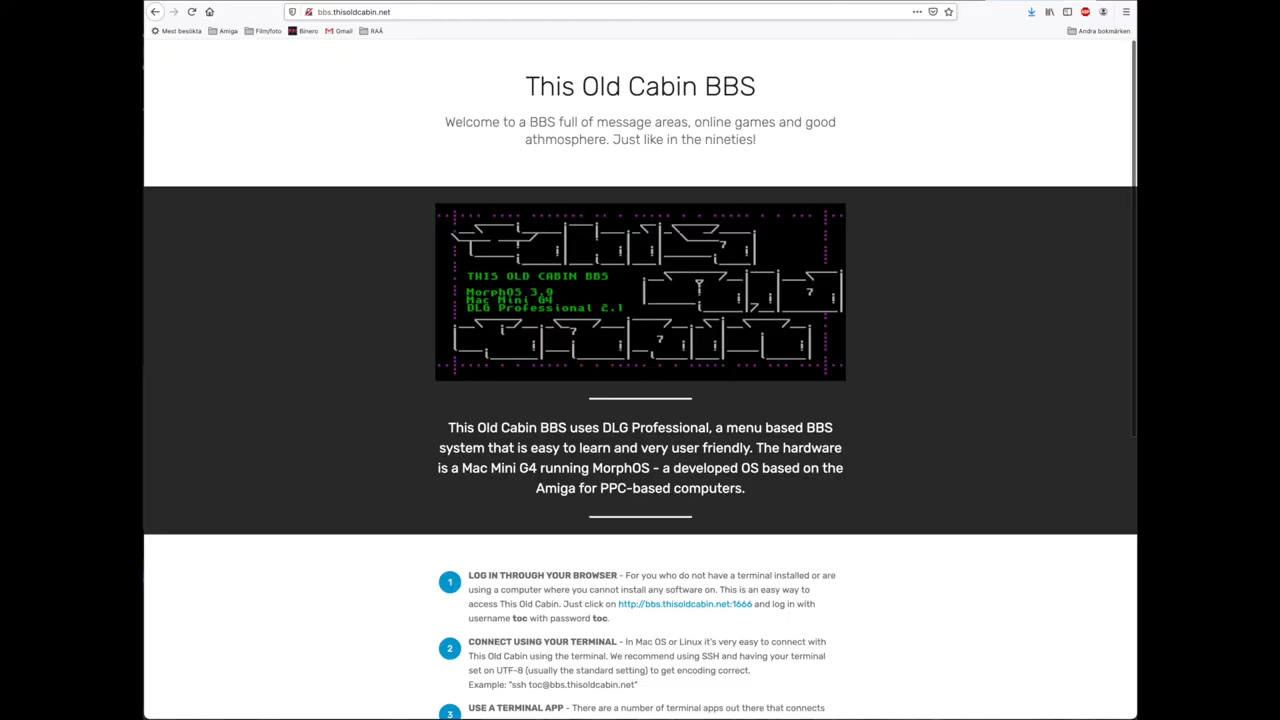 bbs.thisoldcabin.net
Mest besökta Amiga Film/foto Binero Gmail RAÄ Andra bokmärken
This Old Cabin BBS
Welcome to a BBS full of message areas, online games and good
athmosphere. Just like in the nineties!
THIS OLD CABIN BBS
MorphOS 3.9
Mac Mini G4
DLG Professional 2.1
This Old Cabin BBS uses DLG Professional, a menu based BBS
system that is easy to learn and very user friendly. The hardware
is a Mac Mini G4 running MorphOS - a developed OS based on the
Amiga for PPC-based computers.
1 LOG IN THROUGH YOUR BROWSER - For you who do not have a terminal installed or are
using a computer where you cannot install any software on. This is an easy way to
access This Old Cabin. Just click on http://bbs.thisoldcabin.net:1666 and log in with
username toc with password toc.
2 CONNECT USING YOUR TERMINAL - In Mac OS or Linux it's very easy to connect with
This Old Cabin using the terminal. We recommend using SSH and having your terminal
set on UTF-8 (usually the standard setting) to get encoding correct.
Example: "ssh toc@bbs.thisoldcabin.net"
3 USE A TERMINAL APP - There are a number of terminal apps out there that connects